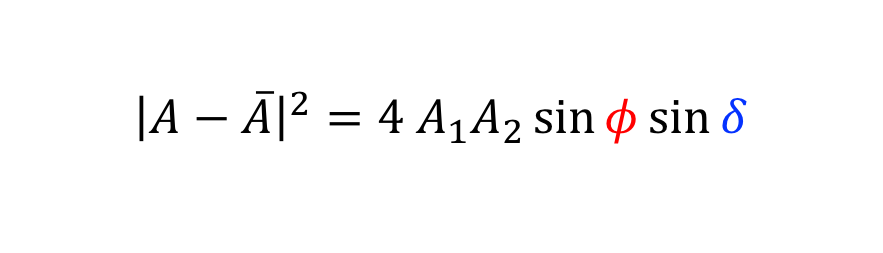 |A − Ā|² = 4 A₁A₂ sin ϕ sin δ